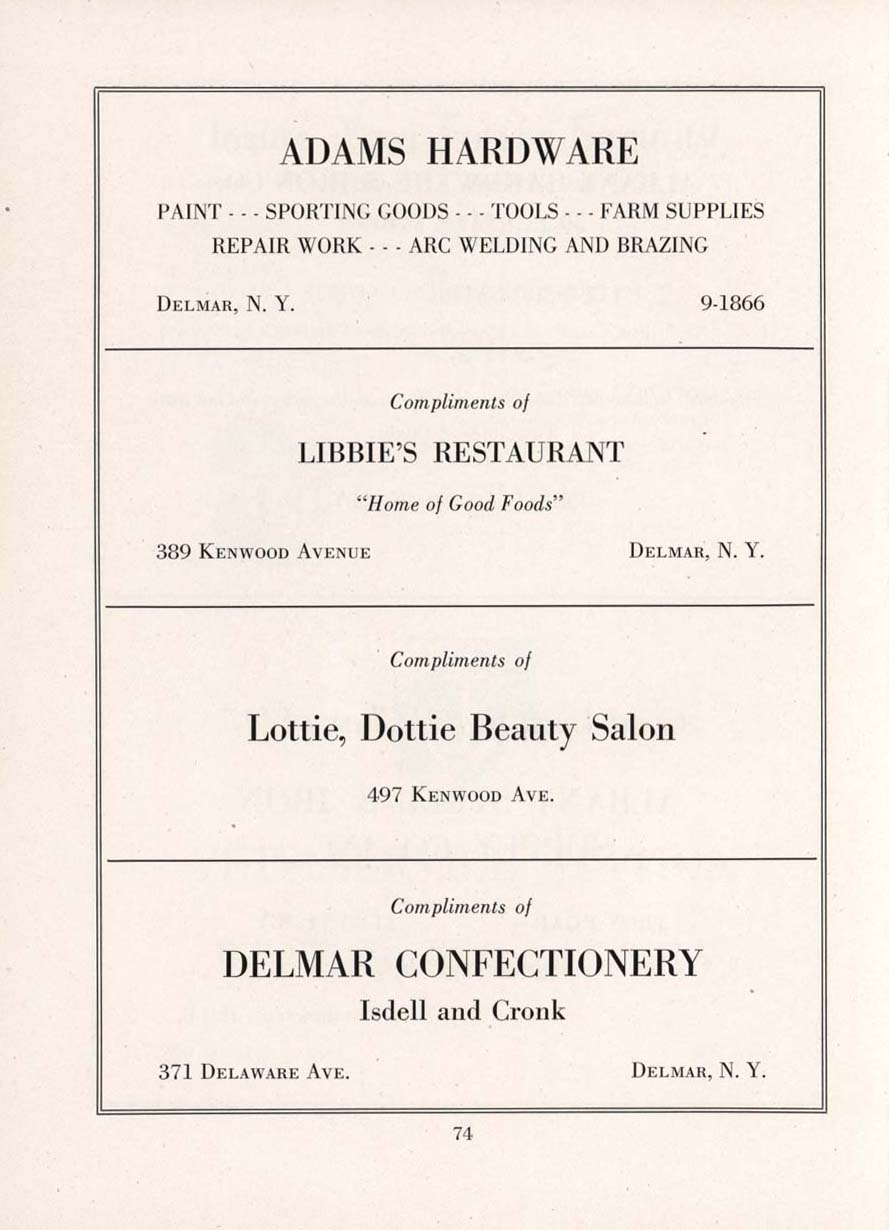 ADAMS HARDWARE
PAINT - - - SPORTING GOODS - - - TOOLS - - - FARM SUPPLIES
REPAIR WORK - - - ARC WELDING AND BRAZING
DELMAR, N. Y. 9-1866
Compliments of
LIBBIE'S RESTAURANT
“Home of Good Foods”
389 KENWOOD AVENUE DELMAR, N. Y.
Compliments of
Lottie, Dottie Beauty Salon
497 KENWOOD AVE.
Compliments of
DELMAR CONFECTIONERY
Isdell and Cronk
371 DELAWARE AVE. DELMAR, N. Y.
74